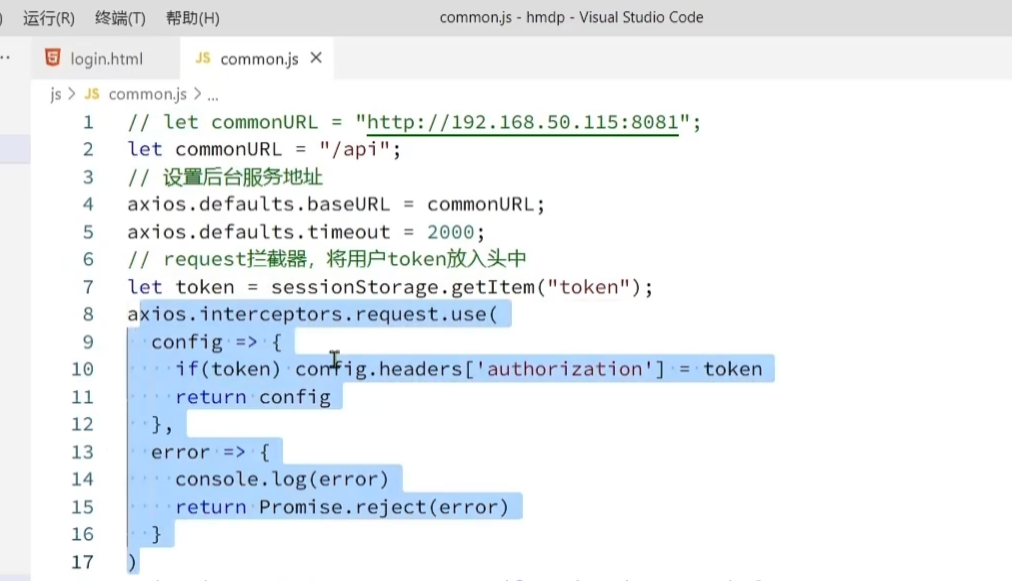 运行(R) 终端(T) 帮助(H) common.js - hmdp - Visual Studio Code
login.html JS common.js ×
js > JS common.js > ...
1 // let commonURL = "http://192.168.50.115:8081";
2 let commonURL = "/api";
3 // 设置后台服务地址
4 axios.defaults.baseURL = commonURL;
5 axios.defaults.timeout = 2000;
6 // request拦截器，将用户token放入头中
7 let token = sessionStorage.getItem("token");
8 axios.interceptors.request.use(
9 config => {
10 if(token) config.headers['authorization'] = token
11 return config
12 },
13 error => {
14 console.log(error)
15 return Promise.reject(error)
16 }
17 )